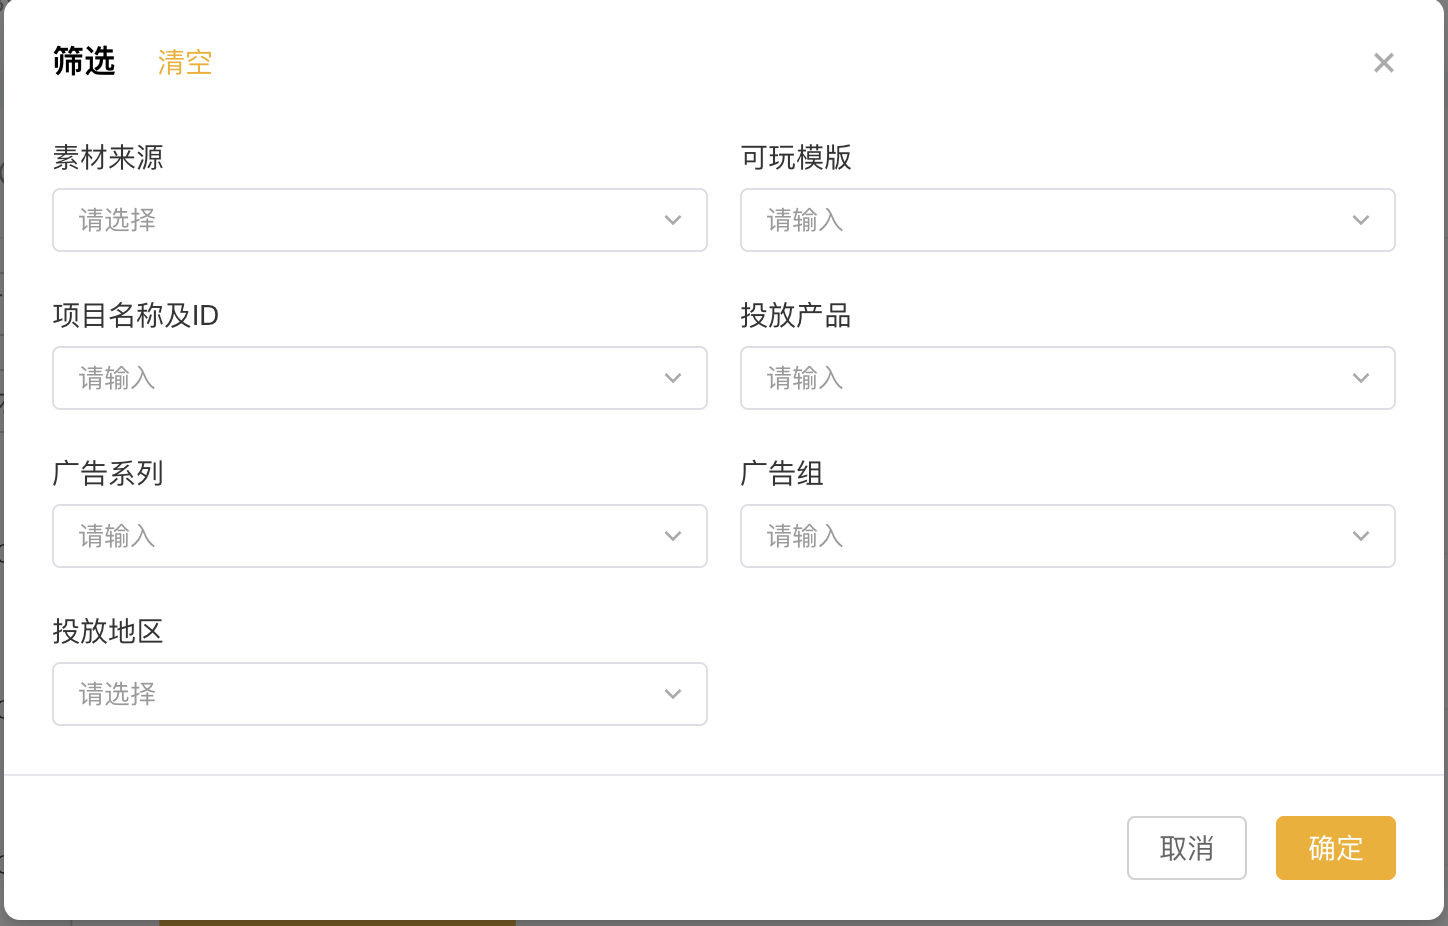 筛选 清空
素材来源 可玩模版
请选择 请输入
项目名称及ID 投放产品
请输入 请输入
广告系列 广告组
请输入 请输入
投放地区
请选择
取消 确定